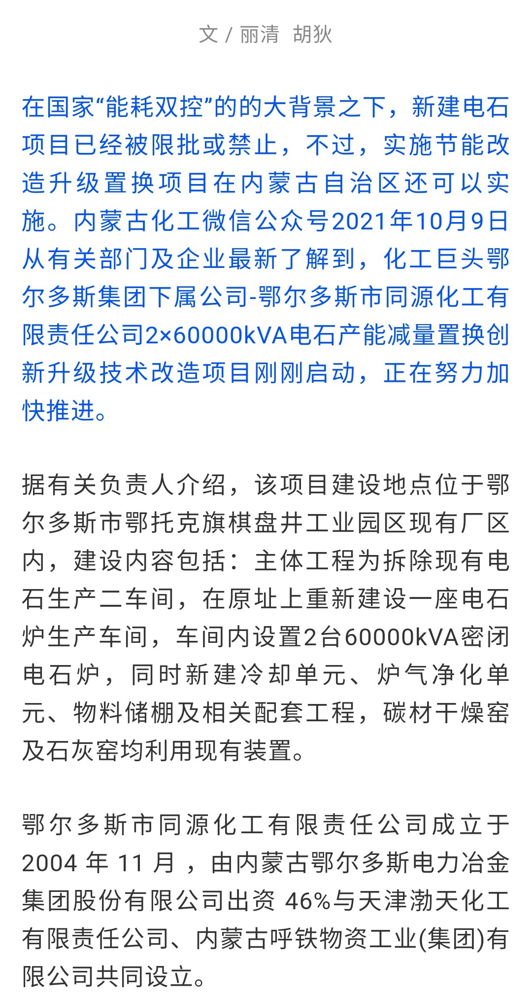 文 / 丽清 胡狄
在国家“能耗双控”的的大背景之下，新建电石
项目已经被限批或禁止，不过，实施节能改
造升级置换项目在内蒙古自治区还可以实
施。内蒙古化工微信公众号2021年10月9日
从有关部门及企业最新了解到，化工巨头鄂
尔多斯集团下属公司-鄂尔多斯市同源化工有
限责任公司2×60000kVA电石产能减量置换创
新升级技术改造项目刚刚启动，正在努力加
快推进。
据有关负责人介绍，该项目建设地点位于鄂
尔多斯市鄂托克旗棋盘井工业园区现有厂区
内，建设内容包括：主体工程为拆除现有电
石生产二车间，在原址上重新建设一座电石
炉生产车间，车间内设置2台60000kVA密闭
电石炉，同时新建冷却单元、炉气净化单
元、物料储棚及相关配套工程，碳材干燥窑
及石灰窑均利用现有装置。
鄂尔多斯市同源化工有限责任公司成立于
2004 年 11 月 ，由内蒙古鄂尔多斯电力冶金
集团股份有限公司出资 46%与天津渤天化工
有限责任公司、内蒙古呼铁物资工业(集团)有
限公司共同设立。